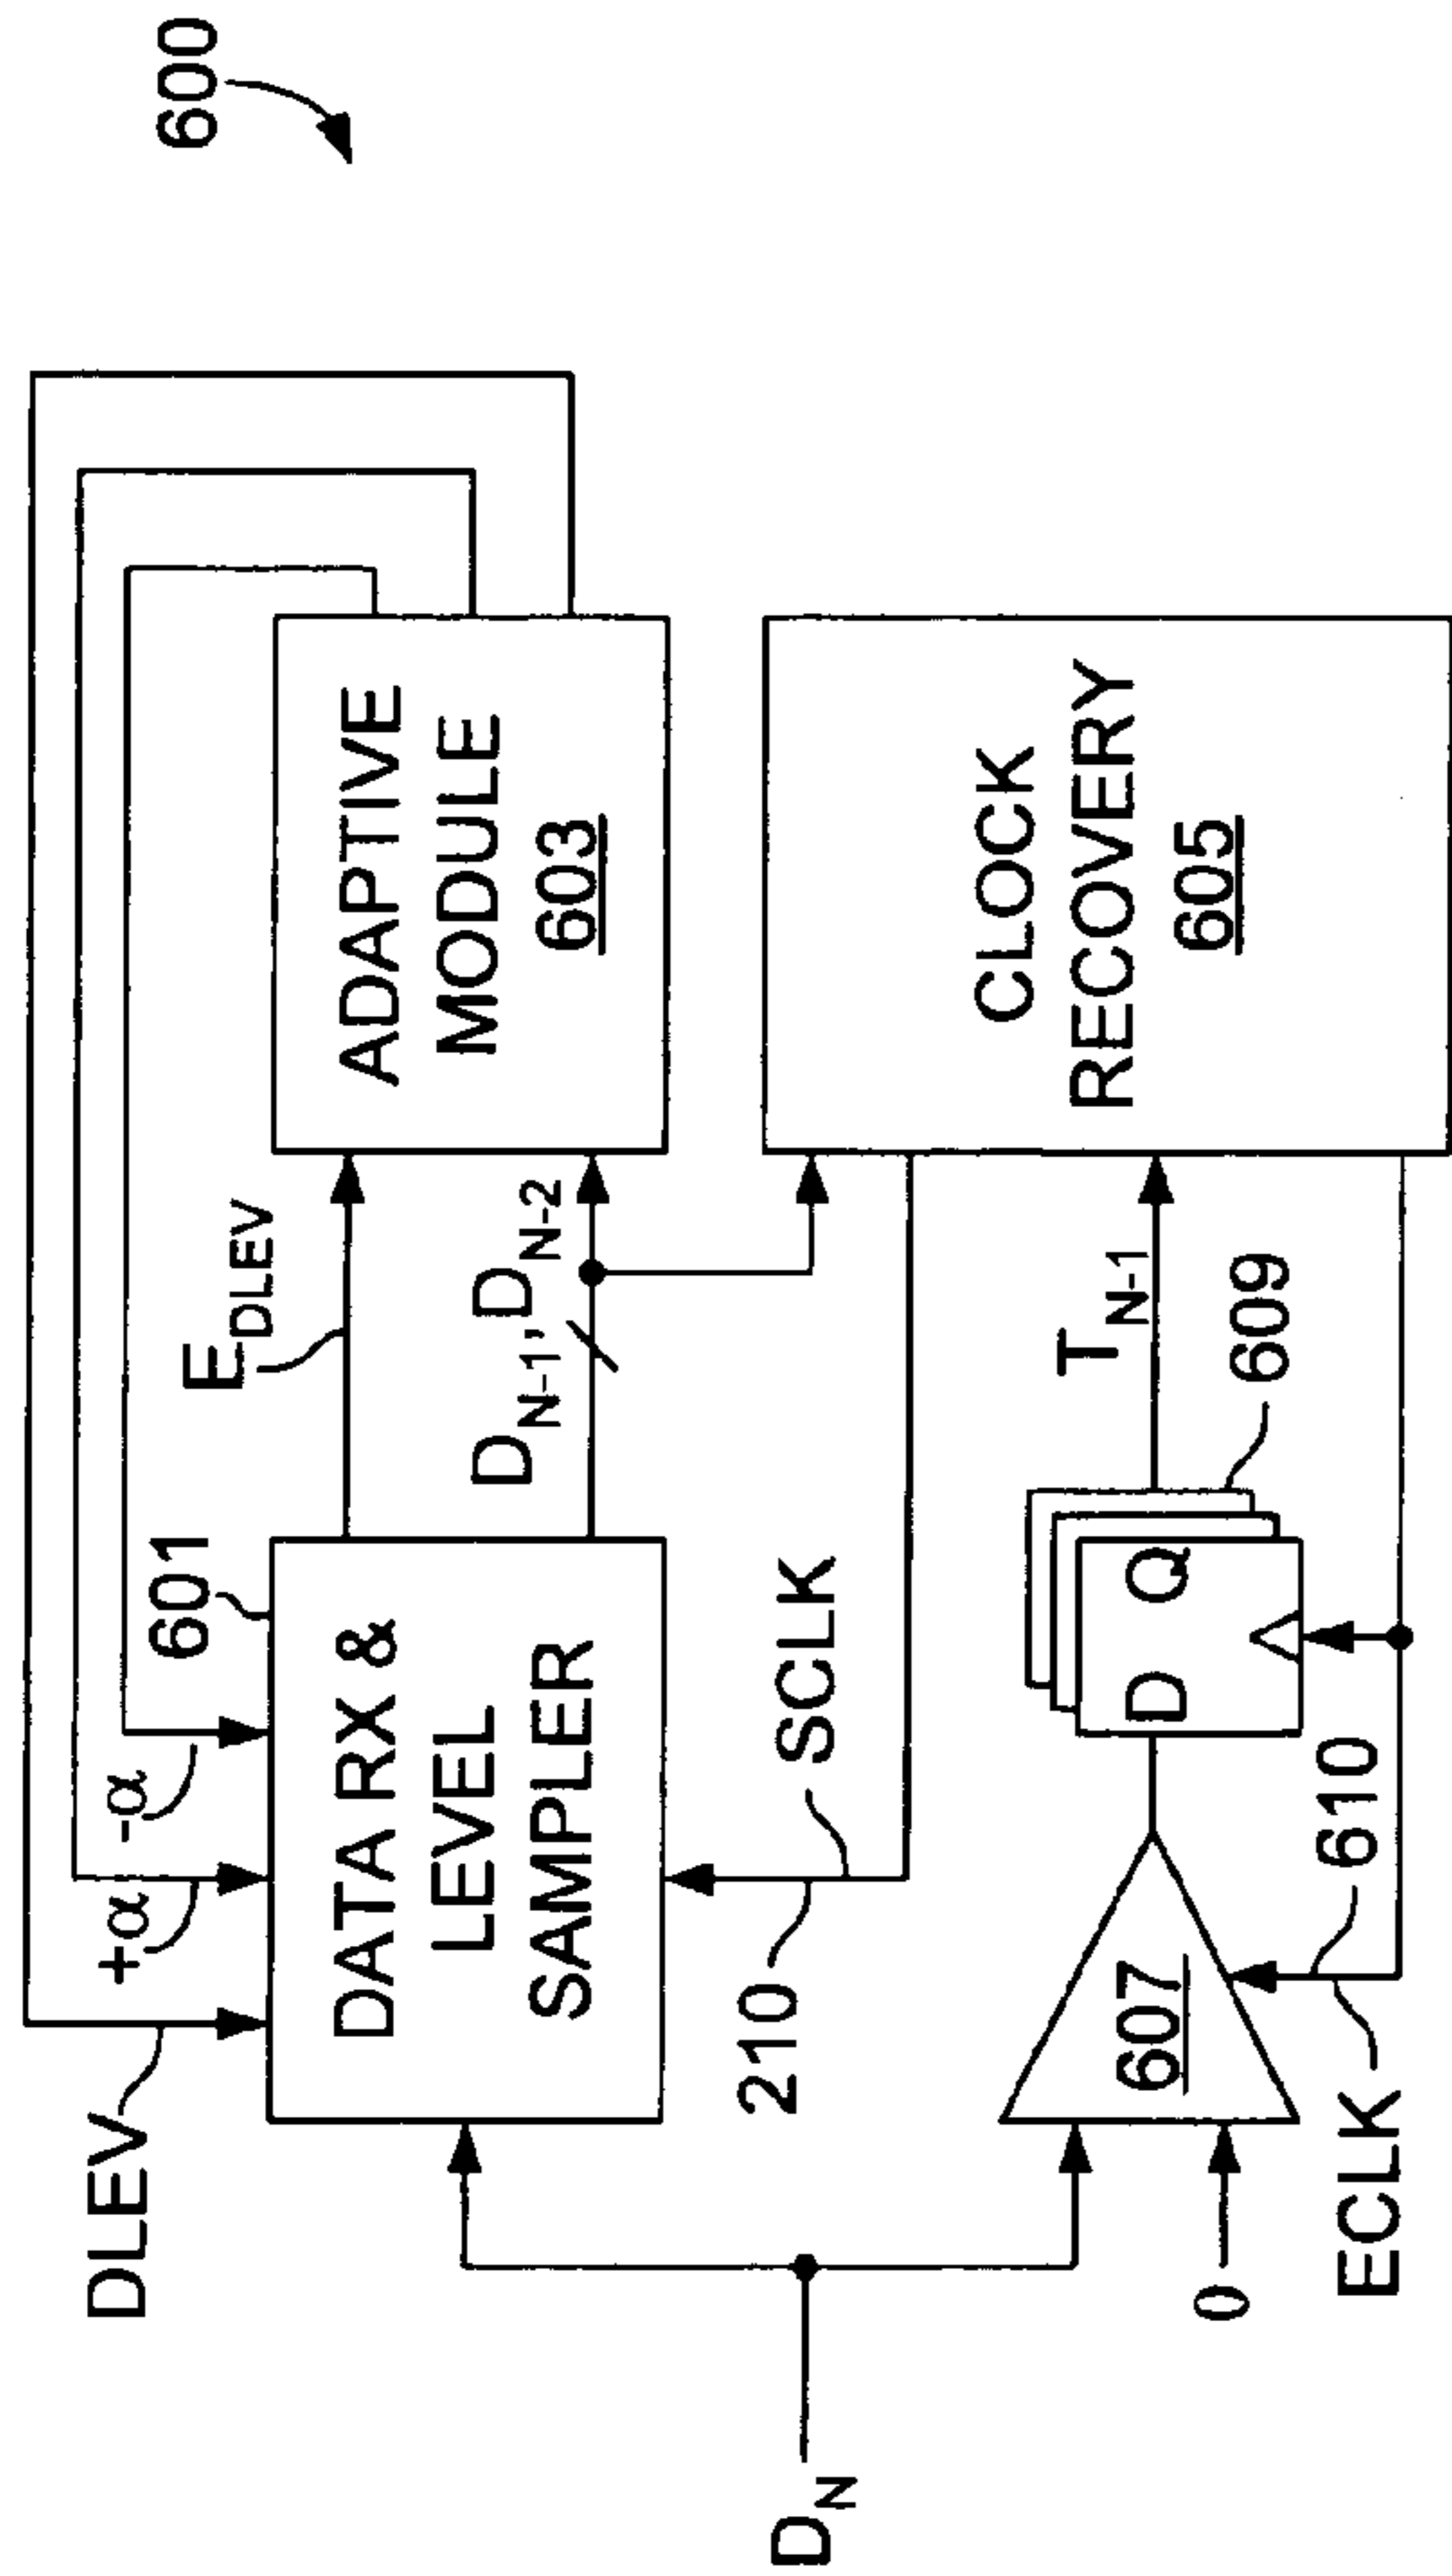 600
DLEV
+α
-α
601
E_DLEV
DATA RX &
LEVEL
SAMPLER
ADAPTIVE
MODULE
603
D_N-1, D_N-2
210
SCLK
D_N
CLOCK
RECOVERY
605
607
0
D Q
T_N-1
609
ECLK
610